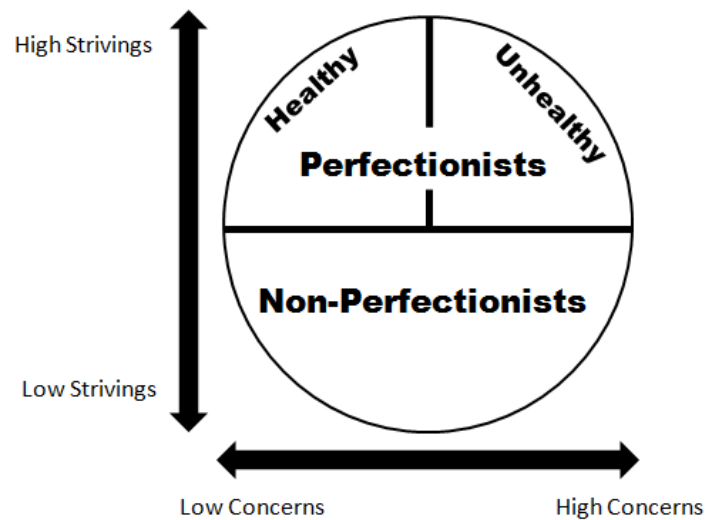 High Strivings
Healthy
Unhealthy
Perfectionists
Non-Perfectionists
Low Strivings
Low Concerns
High Concerns